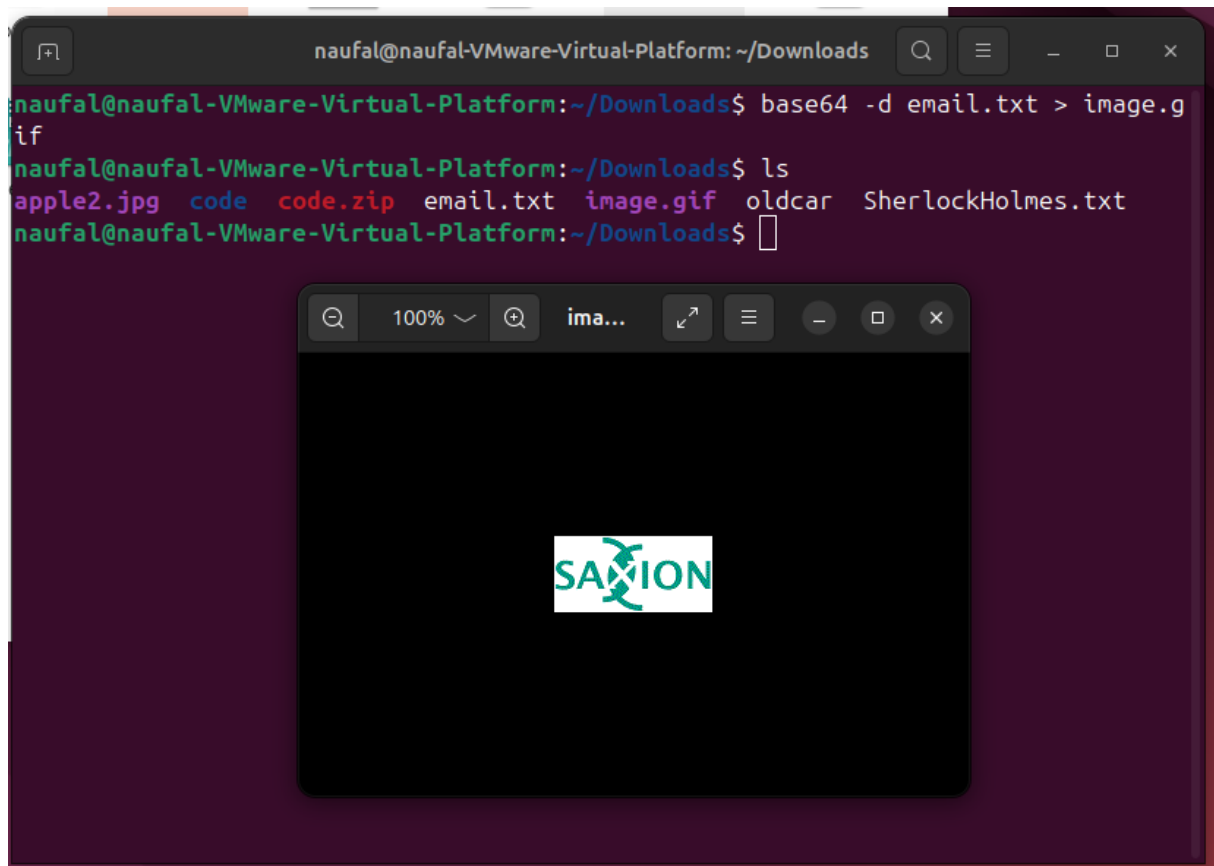 naufal@naufal-VMware-Virtual-Platform: ~/Downloads
naufal@naufal-VMware-Virtual-Platform:~/Downloads$ base64 -d email.txt > image.g
if
naufal@naufal-VMware-Virtual-Platform:~/Downloads$ ls
apple2.jpg code code.zip email.txt image.gif oldcar SherlockHolmes.txt
naufal@naufal-VMware-Virtual-Platform:~/Downloads$
100% ima...
SAXION